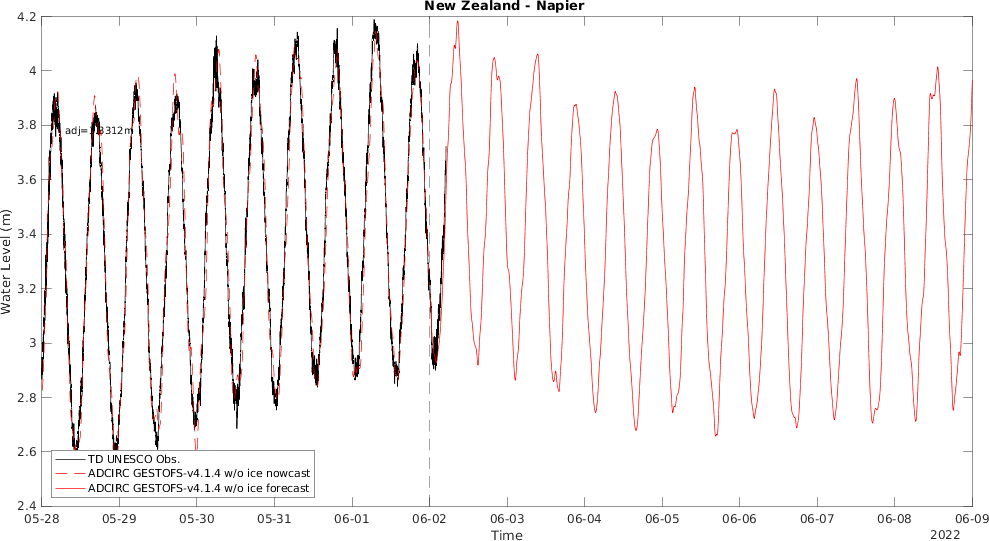 New Zealand - Napier
Water Level (m)
4.2
4
3.8
3.6
3.4
3.2
3
2.8
2.6
2.4
TD UNESCO Obs.
ADCIRC GESTOFS-v4.1.4 w/o ice nowcast
ADCIRC GESTOFS-v4.1.4 w/o ice forecast
05-28 05-29 05-30 05-31 06-01 06-02 06-03 06-04 06-05 06-06 06-07 06-08 06-09
Time
2022